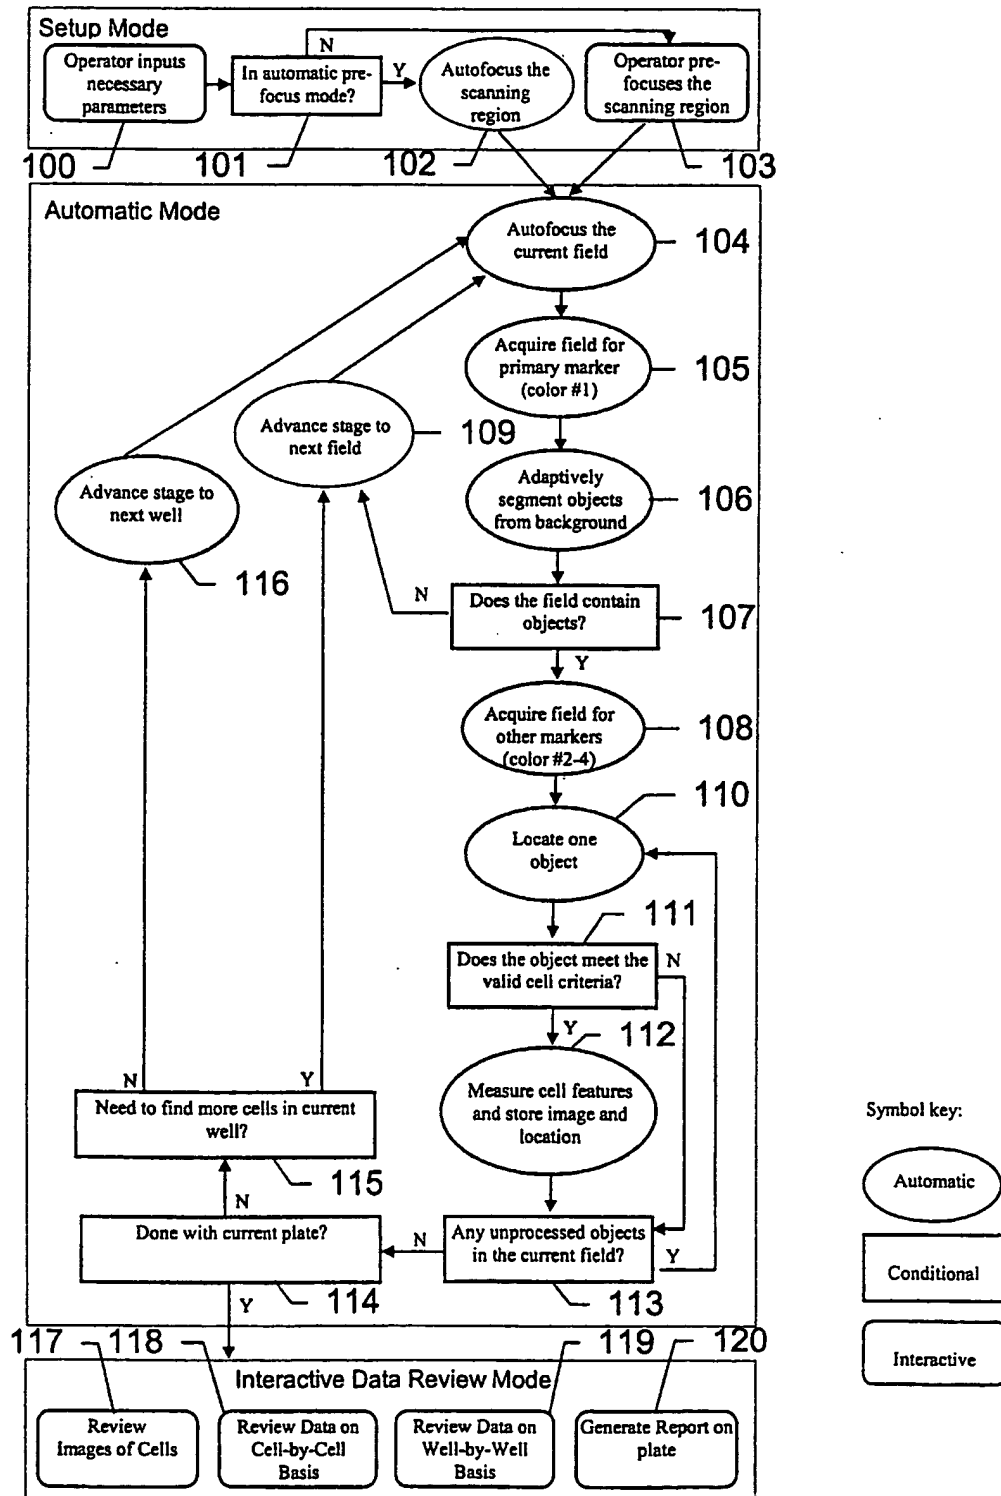 Setup Mode
N
Operator inputs
necessary
parameters
In automatic pre-
focus mode?
Y
Autofocus the
scanning
region
Operator pre-
focuses the
scanning region
100
101
102
103
Automatic Mode
Autofocus the
current field
104
Acquire field for
primary marker
(color #1)
105
Advance stage to
next field
109
Adaptively
segment objects
from background
106
Advance stage to
next well
116
N
Does the field contain
objects?
107
Y
Acquire field for
other markers
(color #2-4)
108
110
Locate one
object
111
Does the object meet the
valid cell criteria?
N
Y
112
Measure cell features
and store image and
location
N
Y
Need to find more cells in current
well?
115
N
Done with current plate?
N
Any unprocessed objects
in the current field?
Y
114
113
Y
Symbol key:
Automatic
Conditional
Interactive
117
118
119
120
Interactive Data Review Mode
Review
Images of Cells
Review Data on
Cell-by-Cell
Basis
Review Data on
Well-by-Well
Basis
Generate Report on
plate